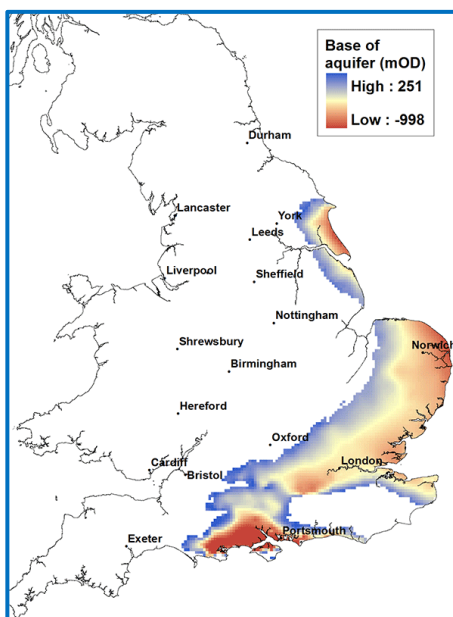 Base of
aquifer (mOD)
High : 251
Low : -998
Durham
Lancaster
York
Leeds
Liverpool
Sheffield
Nottingham
Shrewsbury
Norwich
Birmingham
Hereford
Oxford
London
Cardiff
Bristol
Portsmouth
Exeter